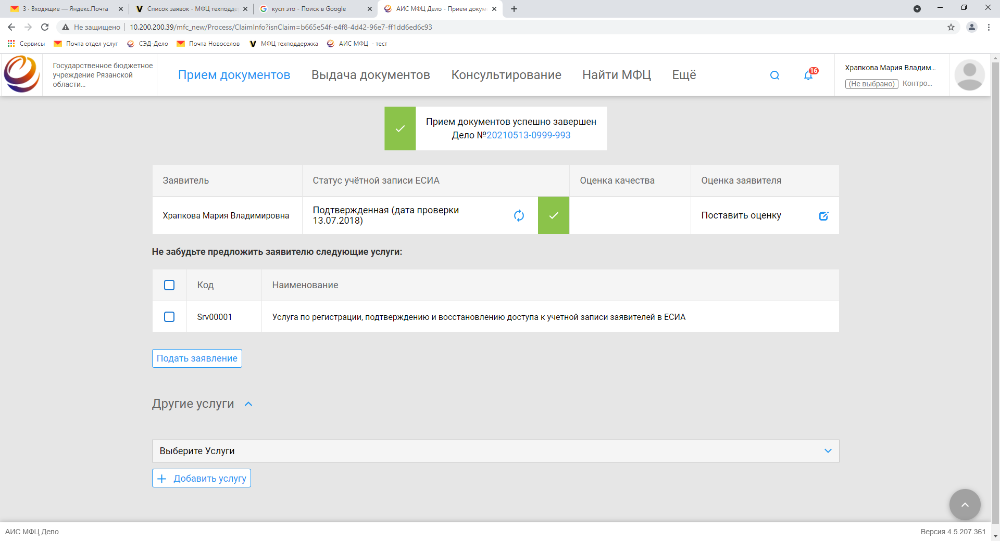 3 · Входящие — Яндекс.Почта
Список заявок - МФЦ техподде
кусп это - Поиск в Google
АИС МФЦ Дело - Прием докум
Не защищено
10.200.200.39/mfc_new/Process/ClaimInfo?isnClaim=b665e54f-e4f8-4d42-96e7-ff1dd6ed6c93
Сервисы
Почта отдел услуг
СЭД-Дело
Почта Новоселов
МФЦ техподдержка
АИС МФЦ - тест
Государственное бюджетное
учреждение Рязанской
области...
Прием документов
Выдача документов
Консультирование
Найти МФЦ
Ещё
16
Храпкова Мария Владим...
(Не выбрано) Контро...
Прием документов успешно завершен
Дело №20210513-0999-993
Заявитель
Статус учётной записи ЕСИА
Оценка качества
Оценка заявителя
Храпкова Мария Владимировна
Подтвержденная (дата проверки
13.07.2018)
Поставить оценку
Не забудьте предложить заявителю следующие услуги:
Код
Наименование
Srv00001
Услуга по регистрации, подтверждению и восстановлению доступа к учетной записи заявителей в ЕСИА
Подать заявление
Другие услуги
Выберите Услуги
Добавить услугу
АИС МФЦ Дело
Версия 4.5.207.361